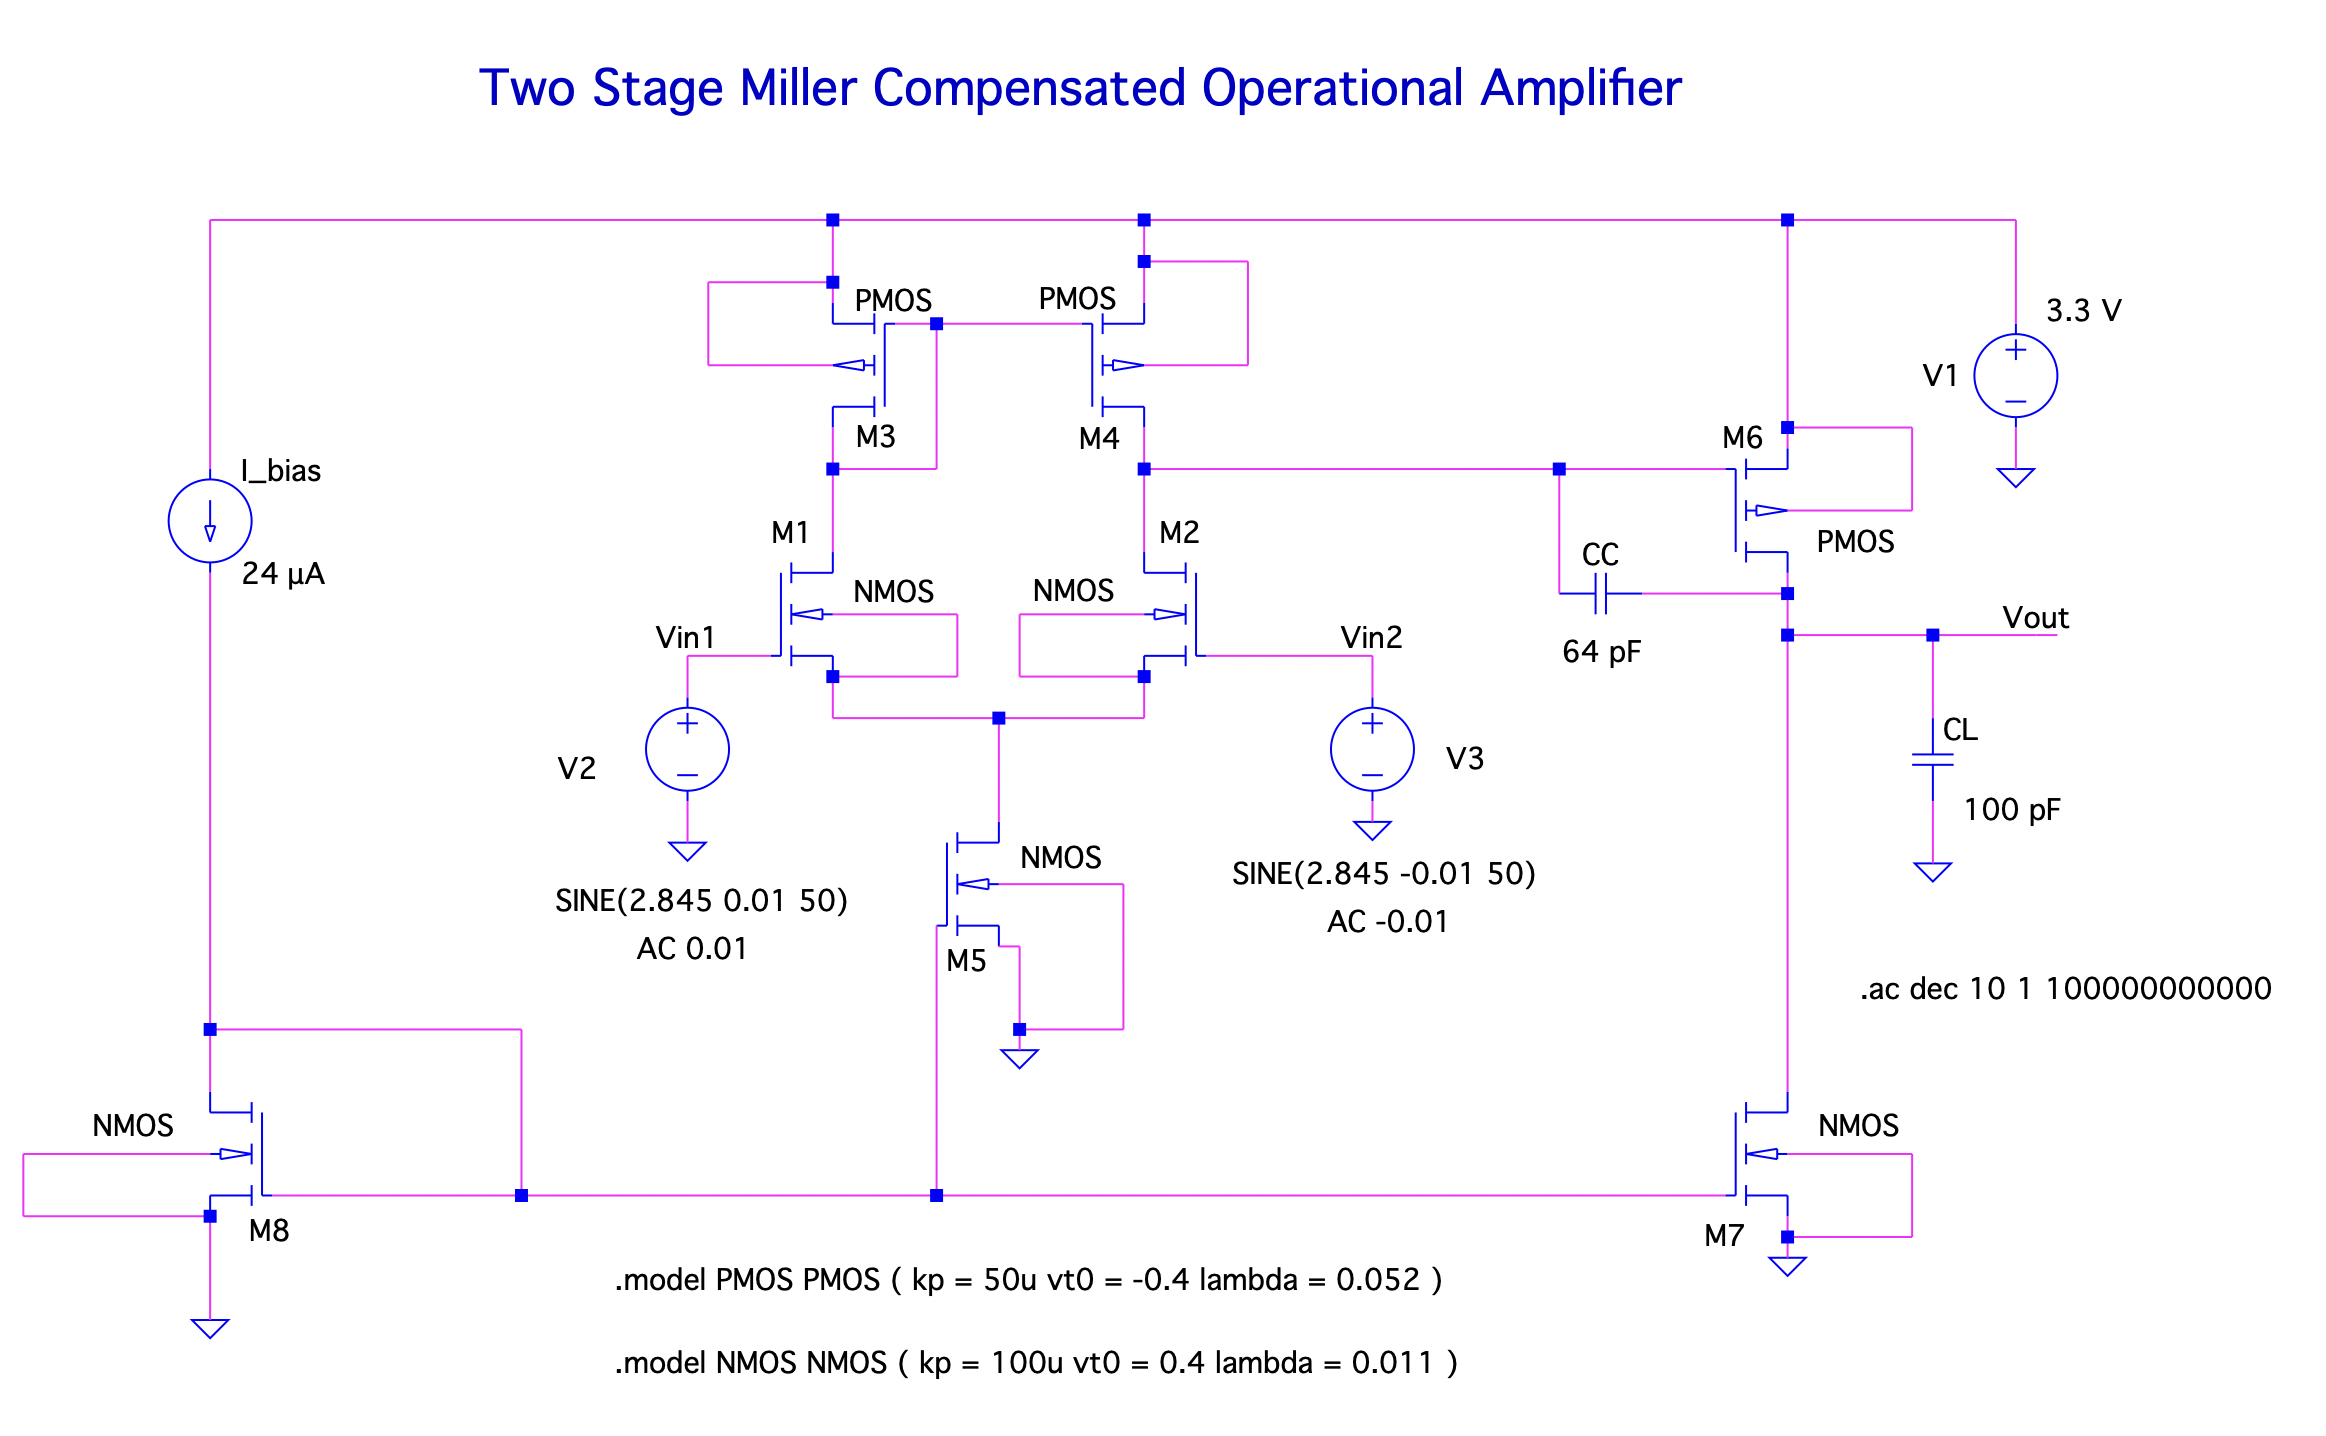 Two Stage Miller Compensated Operational Amplifier
PMOS
PMOS
3.3 V
V1
M3
M4
M6
I_bias
24 µA
M1
M2
PMOS
CC
NMOS
NMOS
Vin1
Vin2
64 pF
Vout
V2
V3
CL
100 pF
NMOS
SINE(2.845 0.01 50)
AC 0.01
SINE(2.845 -0.01 50)
AC -0.01
M5
.ac dec 10 1 100000000000
NMOS
NMOS
M8
M7
.model PMOS PMOS ( kp = 50u vt0 = -0.4 lambda = 0.052 )
.model NMOS NMOS ( kp = 100u vt0 = 0.4 lambda = 0.011 )